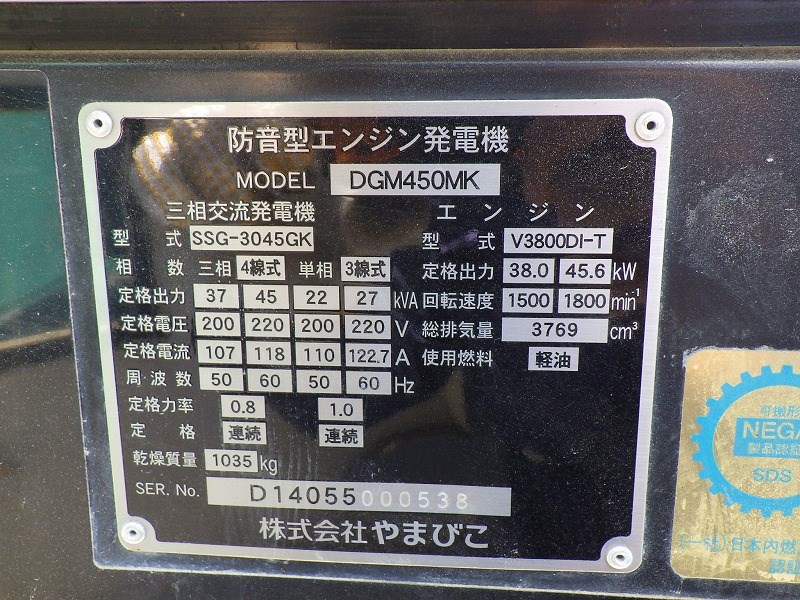 防音型エンジン発電機
MODEL DGM450MK
三相交流発電機 エンジン
型式 SSG-3045GK 型式 V3800DI-T
相数 三相 4線式 単相 3線式 定格出力 38.0 45.6 kW
定格出力 37 45 22 27 kVA 回転速度 1500 1800 min⁻¹
定格電圧 200 220 200 220 V 総排気量 3769 cm³
定格電流 107 118 110 122.7 A 使用燃料 軽油
周波数 50 60 50 60 Hz
定格力率 0.8 1.0
定格 連続 連続
乾燥質量 1035 kg
SER. No. D14055000538
株式会社やまびこ
可搬形
製品認証
SDS
(一社)日本内燃